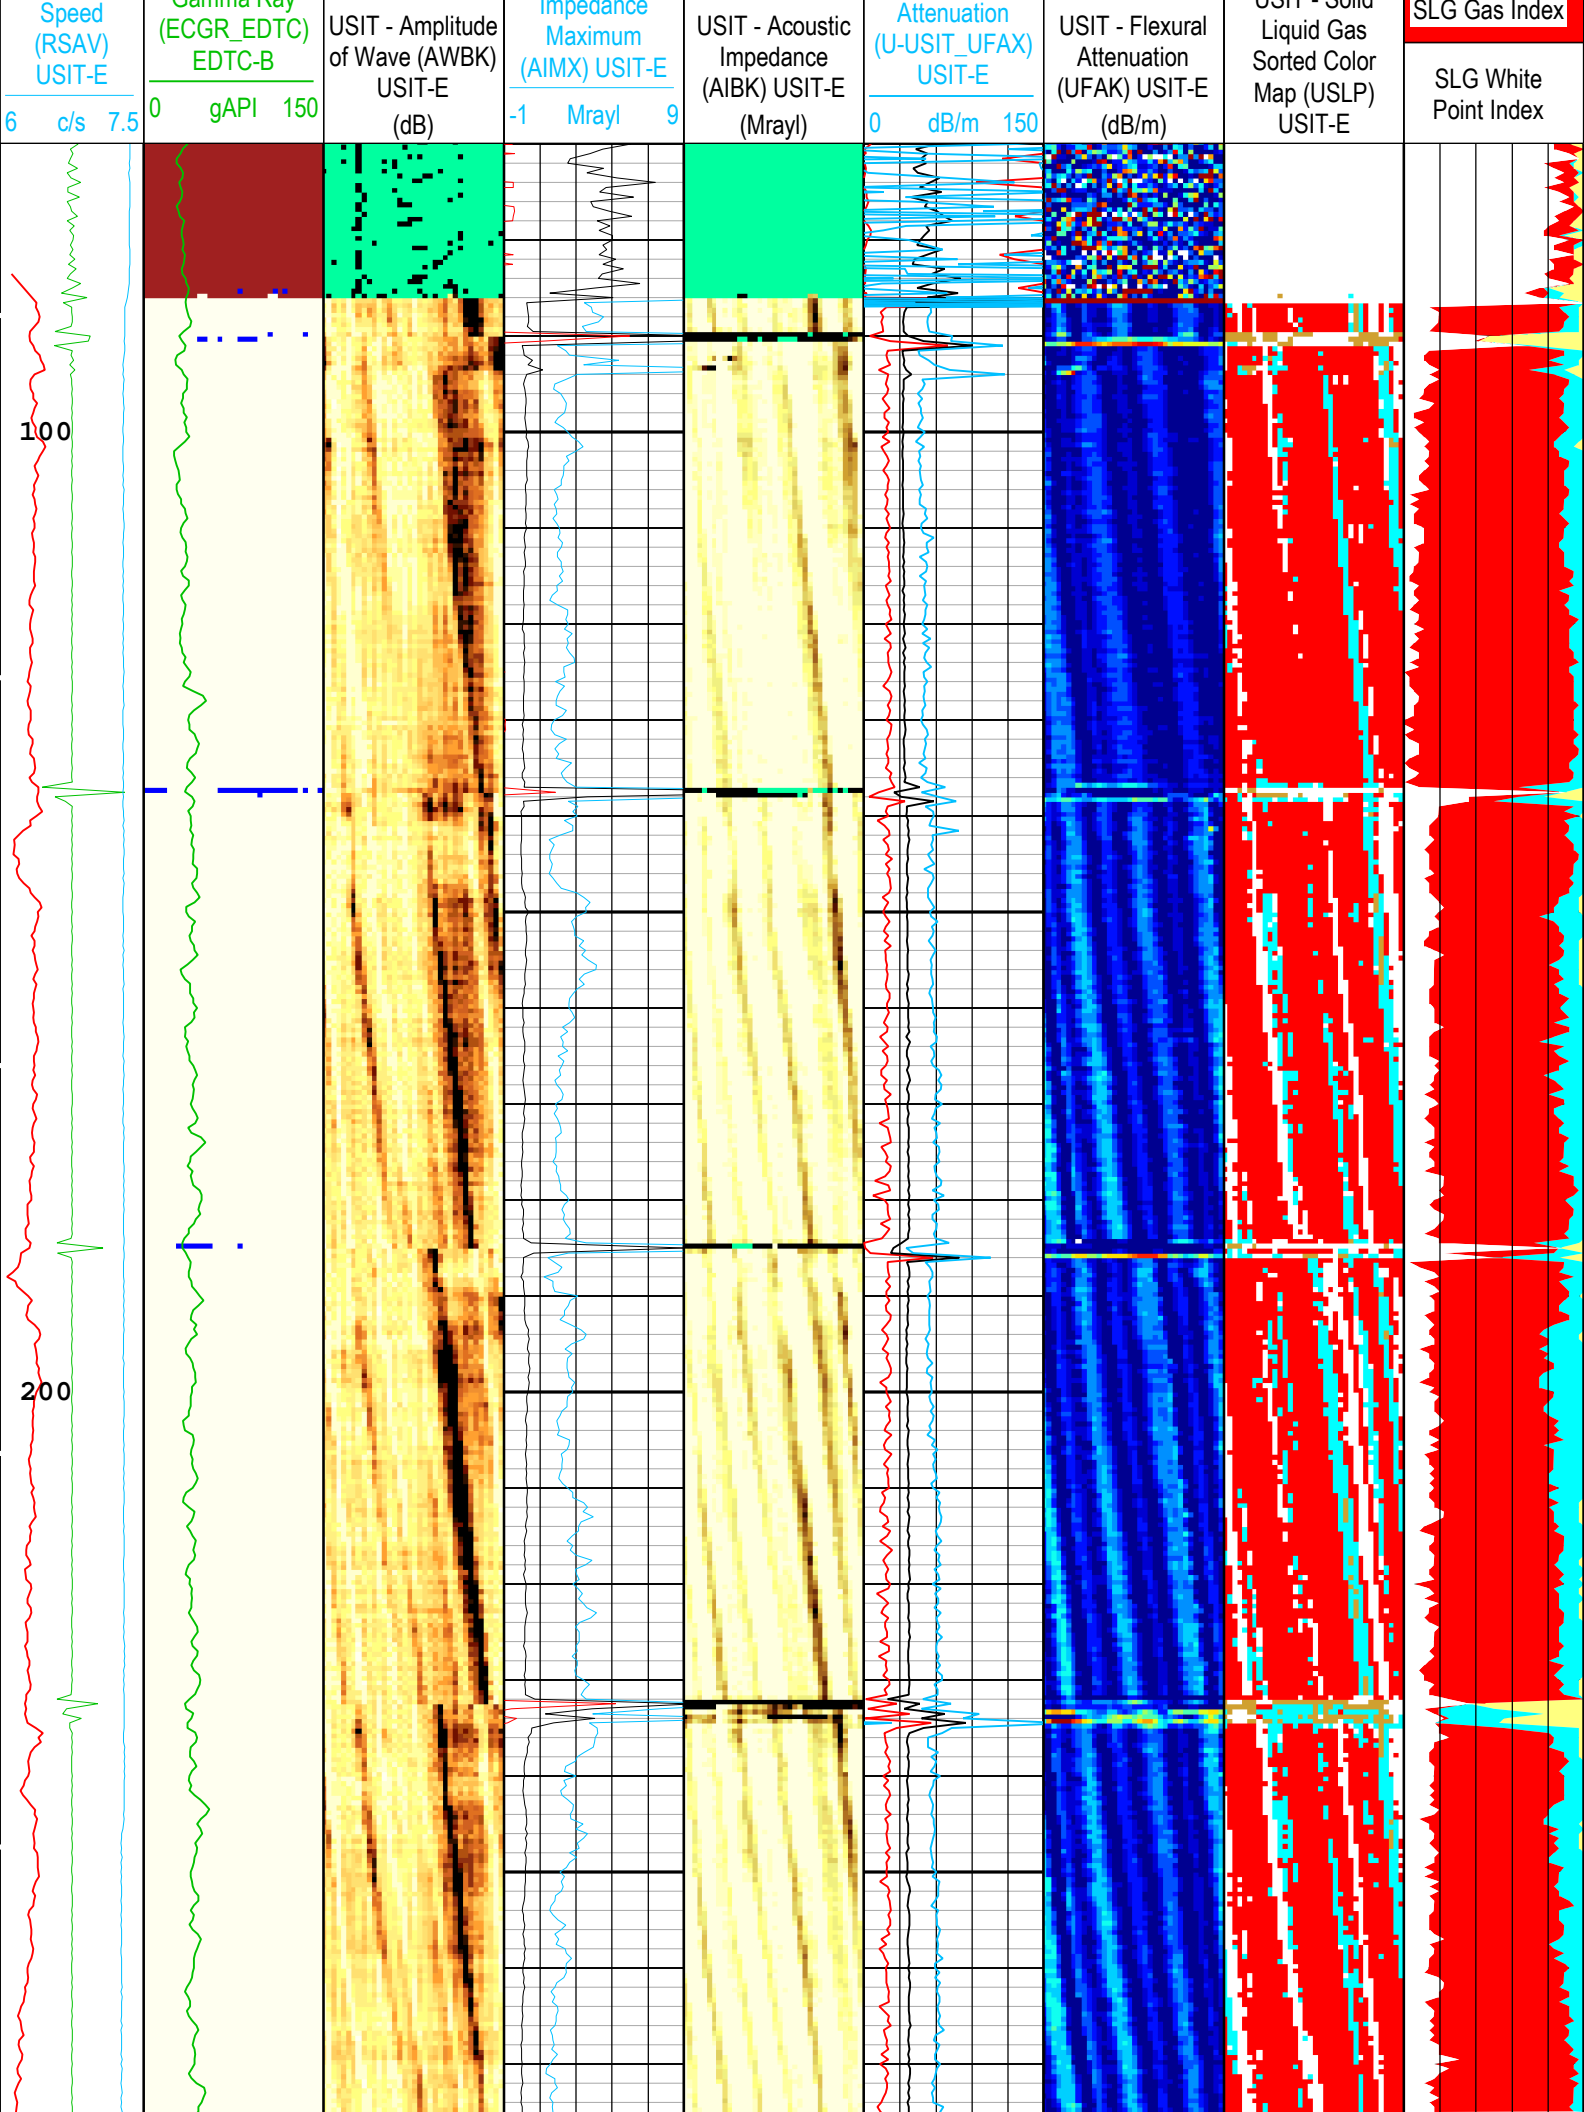 Speed
(RSAV)
USIT-E
6 c/s 7.5
Gamma Ray
(ECGR_EDTC)
EDTC-B
0 gAPI 150
USIT - Amplitude
of Wave (AWBK)
USIT-E
(dB)
Impedance
Maximum
(AIMX) USIT-E
-1 Mrayl 9
USIT - Acoustic
Impedance
(AIBK) USIT-E
(Mrayl)
Attenuation
(U-USIT_UFAX)
USIT-E
0 dB/m 150
USIT - Flexural
Attenuation
(UFAK) USIT-E
(dB/m)
USIT - Solid
Liquid Gas
Sorted Color
Map (USLP)
USIT-E
SLG Gas Index
SLG White
Point Index
100
200